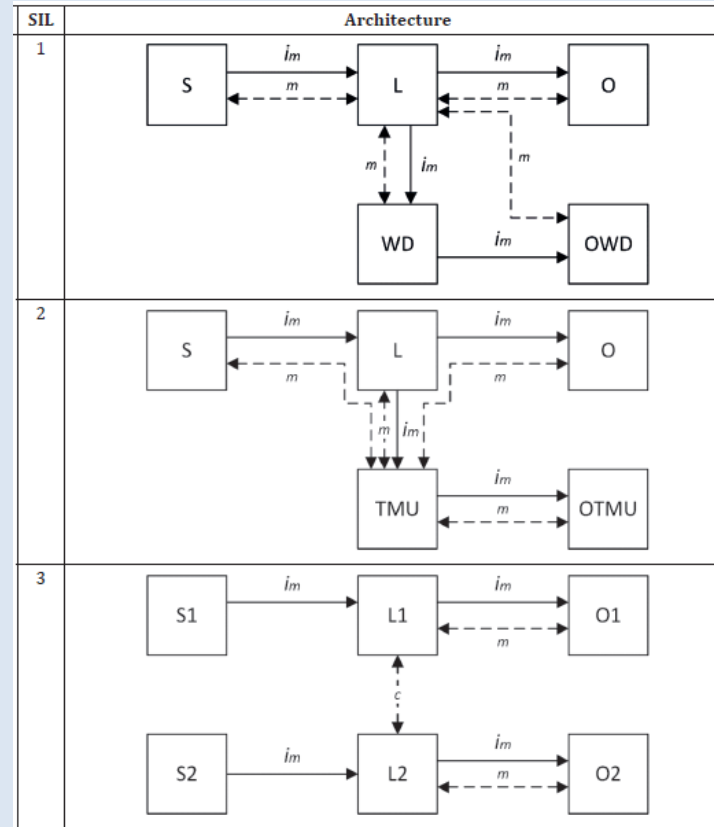 SIL Architecture
1
im im
S m L m O
m im m
WD im OWD
2
im im
S L O
m m
m im
TMU im OTMU
m
3
im im
S1 L1 O1
m
c
im im
S2 L2 O2
m